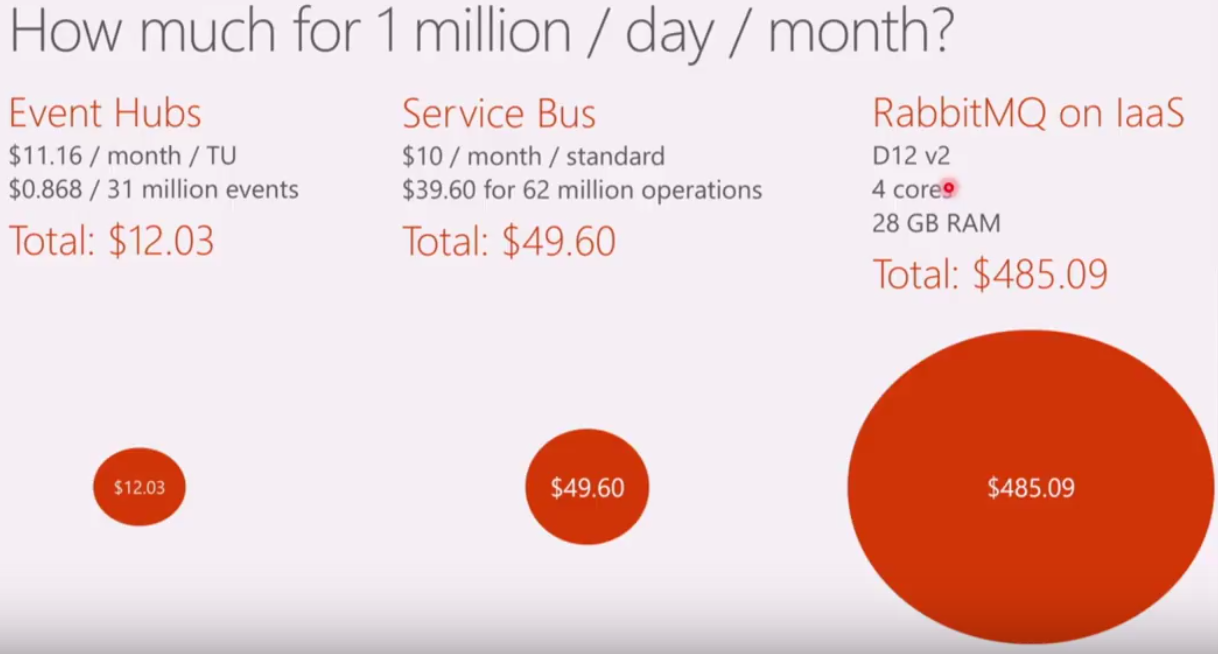 How much for 1 million / day / month?
Event Hubs
$11.16 / month / TU
$0.868 / 31 million events
Total: $12.03
Service Bus
$10 / month / standard
$39.60 for 62 million operations
Total: $49.60
RabbitMQ on IaaS
D12 v2
4 cores
28 GB RAM
Total: $485.09
$12.03
$49.60
$485.09